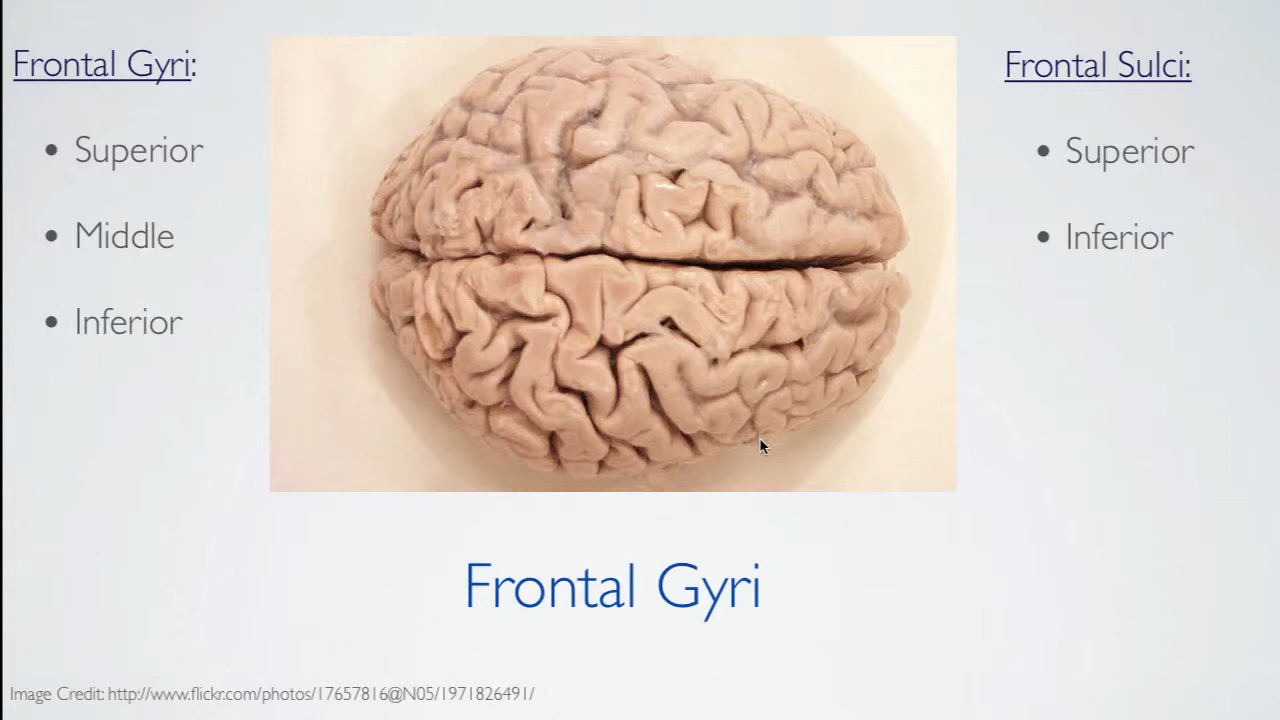 Frontal Gyri:
• Superior
• Middle
• Inferior
Frontal Sulci:
• Superior
• Inferior
Frontal Gyri
Image Credit: http://www.flickr.com/photos/17657816@N05/1971826491/